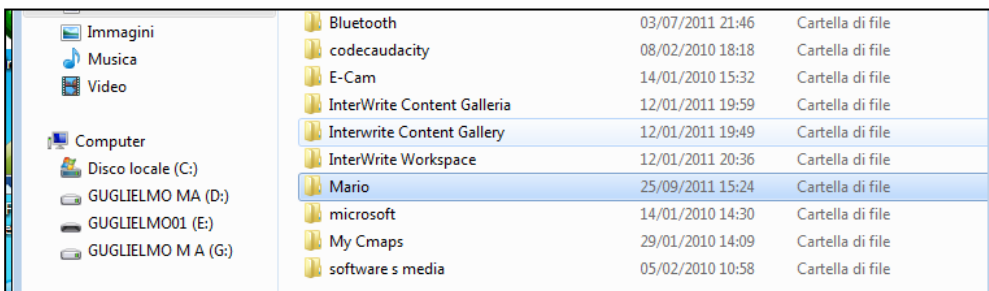 Immagini
Musica
Video
Computer
Disco locale (C:)
GUGLIELMO MA (D:)
GUGLIELMO01 (E:)
GUGLIELMO M A (G:)
Bluetooth 03/07/2011 21:46 Cartella di file
codecaudacity 08/02/2010 18:18 Cartella di file
E-Cam 14/01/2010 15:32 Cartella di file
InterWrite Content Galleria 12/01/2011 19:59 Cartella di file
Interwrite Content Gallery 12/01/2011 19:49 Cartella di file
InterWrite Workspace 12/01/2011 20:36 Cartella di file
Mario 25/09/2011 15:24 Cartella di file
microsoft 14/01/2010 14:30 Cartella di file
My Cmaps 29/01/2010 14:09 Cartella di file
software s media 05/02/2010 10:58 Cartella di file